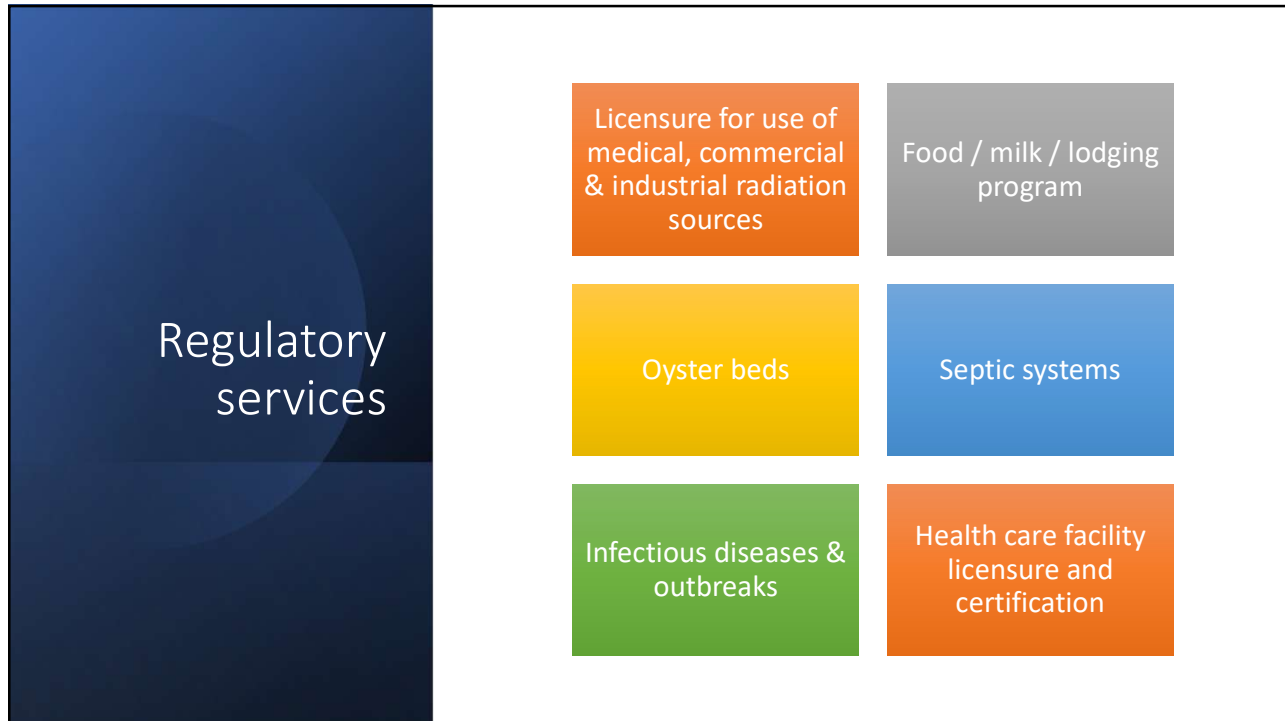 Regulatory
services
Licensure for use of
medical, commercial
& industrial radiation
sources
Food / milk / lodging
program
Oyster beds
Septic systems
Infectious diseases &
outbreaks
Health care facility
licensure and
certification